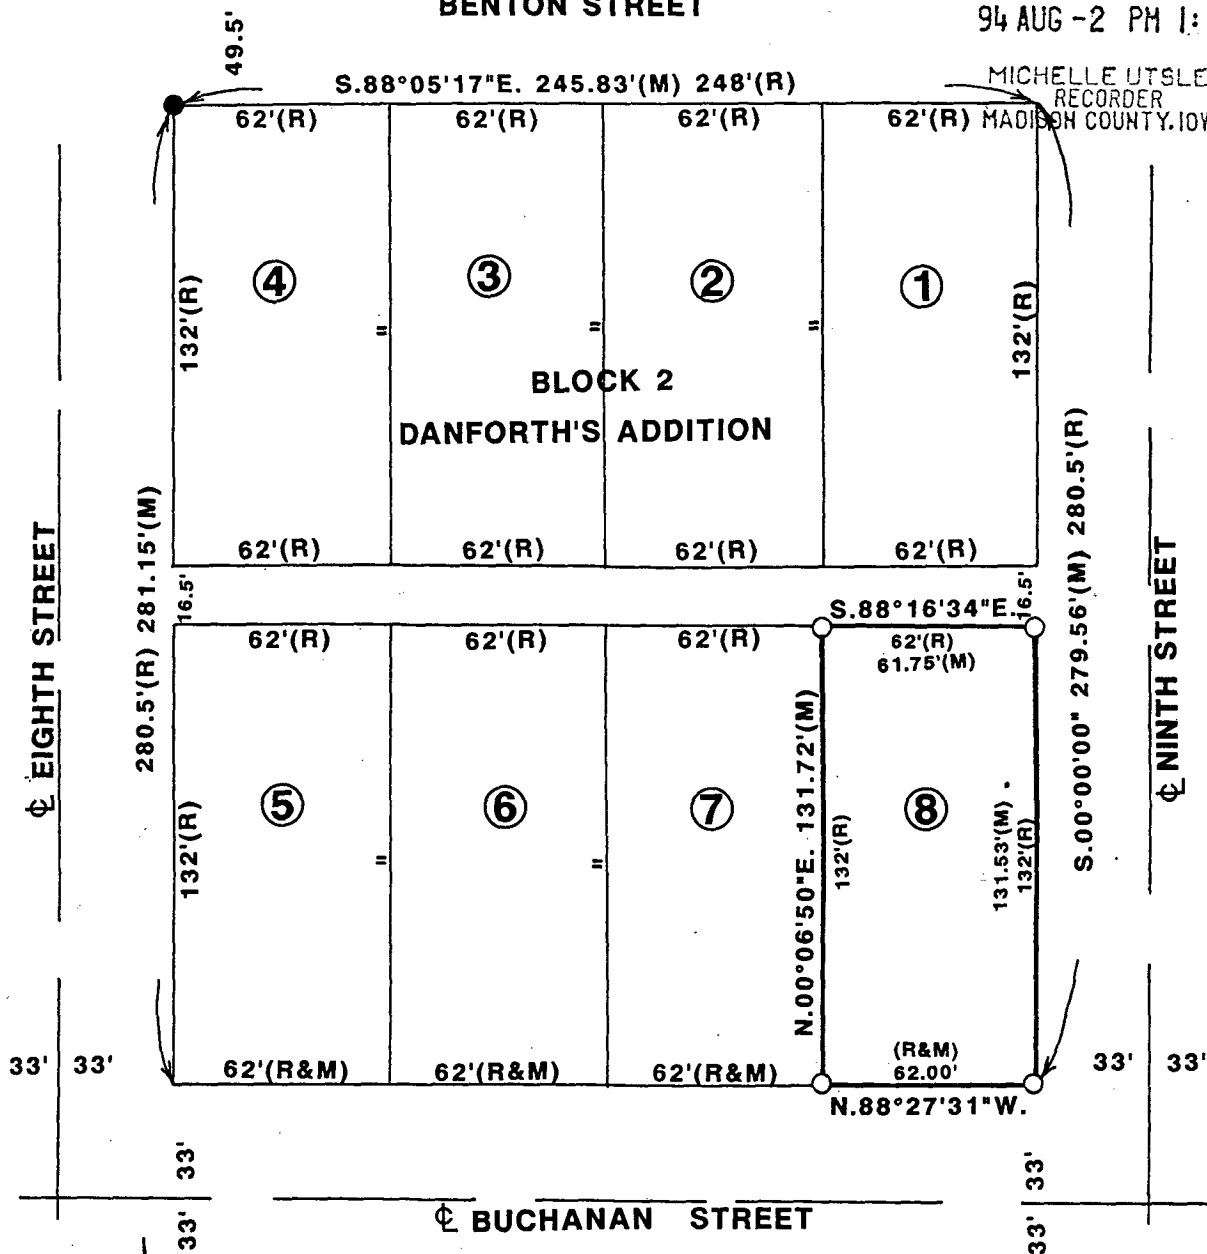 BENTON STREET
94 AUG -2 PM 1:
49.5'
MICHELLE UTSLE
RECORDER
MADISON COUNTY, IOW
S.88°05'17"E. 245.83'(M) 248'(R)
62'(R) 62'(R) 62'(R) 62'(R)
4 3 2 1
132'(R) " " " 132'(R)
BLOCK 2
DANFORTH'S ADDITION
62'(R) 62'(R) 62'(R) 62'(R)
280.5'(R) 281.15'(M)
S.00°00'00" 279.56'(M) 280.5'(R)
16.5' 16.5'
S.88°16'34"E.
62'(R) 62'(R) 62'(R) 62'(R)
61.75'(M)
℄ EIGHTH STREET
℄ NINTH STREET
5 6 7 8
132'(R) " "
N.00°06'50"E. 131.72'(M)
132'(R)
131.53'(M)
132'(R)
33' 33' 62'(R&M) 62'(R&M) 62'(R&M) (R&M)
62.00'
33' 33'
N.88°27'31"W.
33' 33'
℄ BUCHANAN STREET
33' 33'